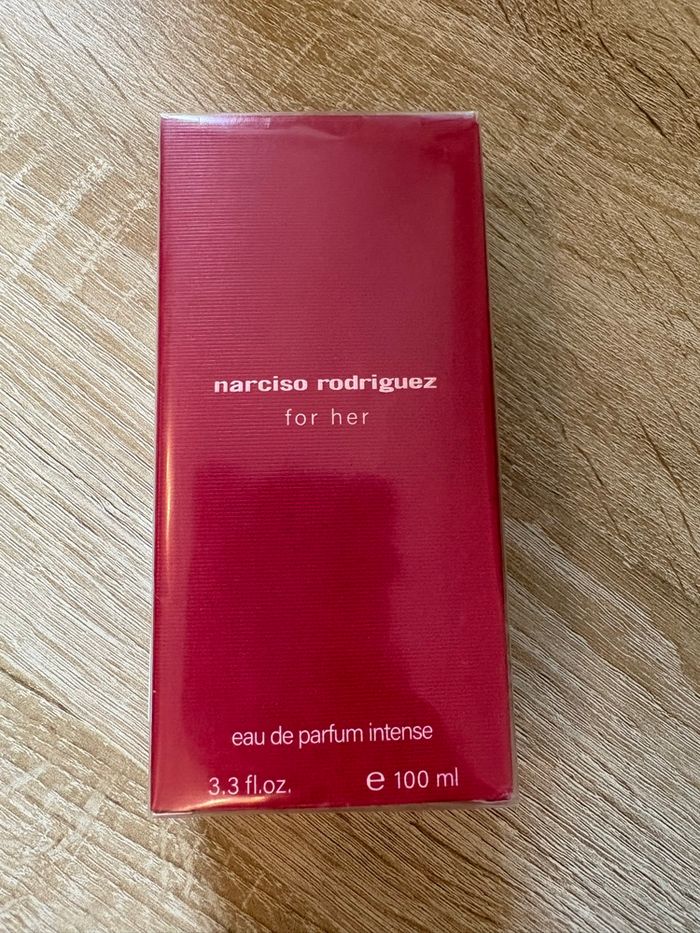 narciso rodriguez
for her
eau de parfum intense
3.3 fl.oz. e 100 ml